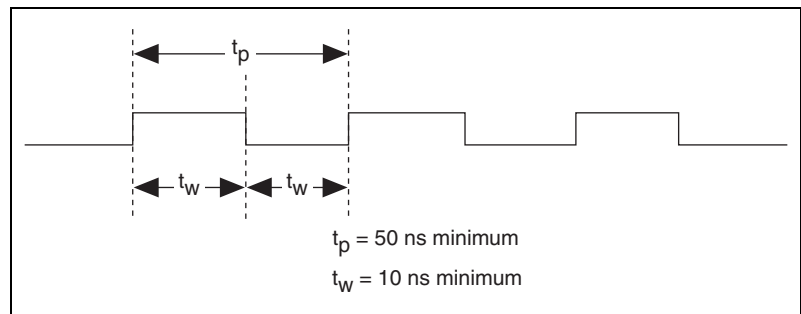 tp
tw tw
tp = 50 ns minimum
tw = 10 ns minimum